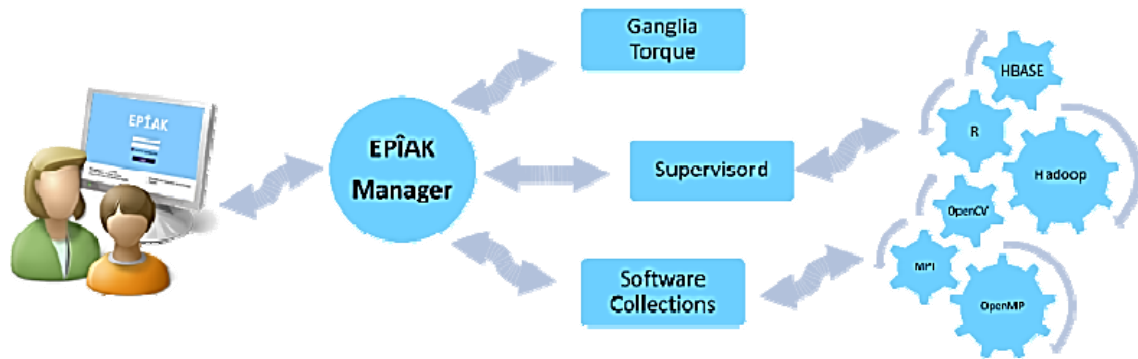 EPÎAK
EPÎAK
Manager
Ganglia
Torque
Supervisord
Software
Collections
HBASE
R
Hadoop
OpenCV
MPI
OpenMP